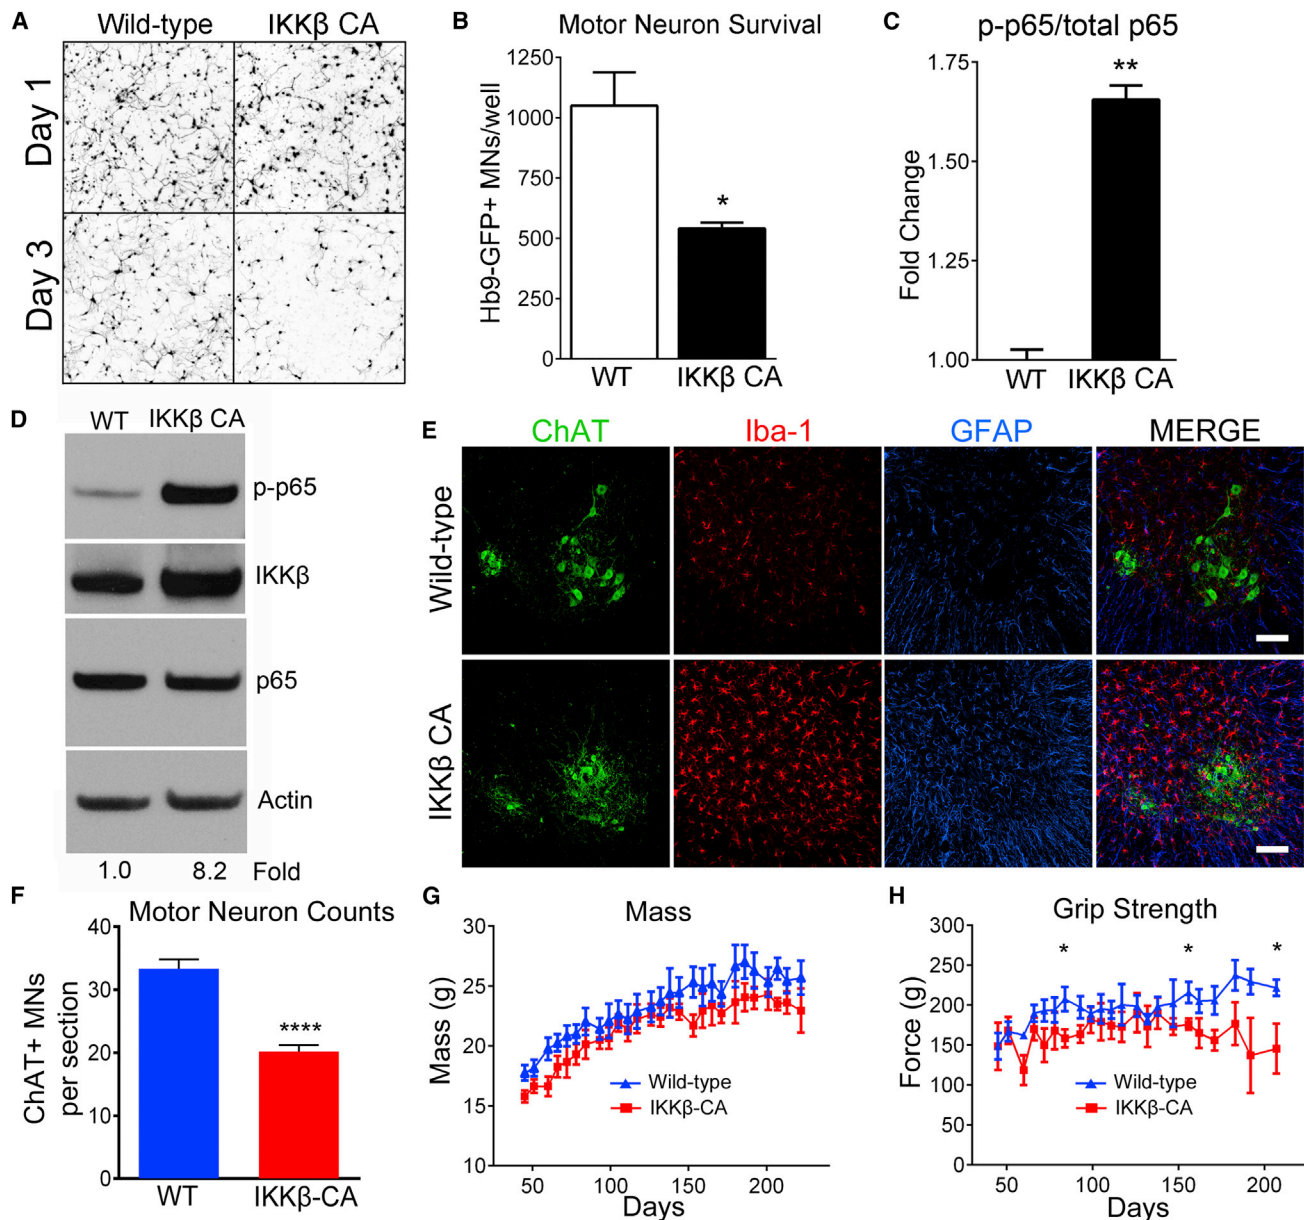 A
Wild-type IKKβ CA
Day 1
Day 3
B
Motor Neuron Survival
Hb9-GFP+ MNs/well
1250
1000
750
500
250
0
*
WT IKKβ CA
C
p-p65/total p65
Fold Change
1.75
1.50
1.25
1.00
**
WT IKKβ CA
D
WT IKKβ CA
p-p65
IKKβ
p65
Actin
1.0 8.2 Fold
E
ChAT Iba-1 GFAP MERGE
Wild-type
IKKβ CA
F
Motor Neuron Counts
ChAT+ MNs
per section
40
30
20
10
0
****
WT IKKβ-CA
G
Mass
Mass (g)
30
25
20
15
10
Wild-type
IKKβ-CA
50 100 150 200
Days
H
Grip Strength
Force (g)
300
250
200
150
100
50
0
* * *
Wild-type
IKKβ-CA
50 100 150 200
Days